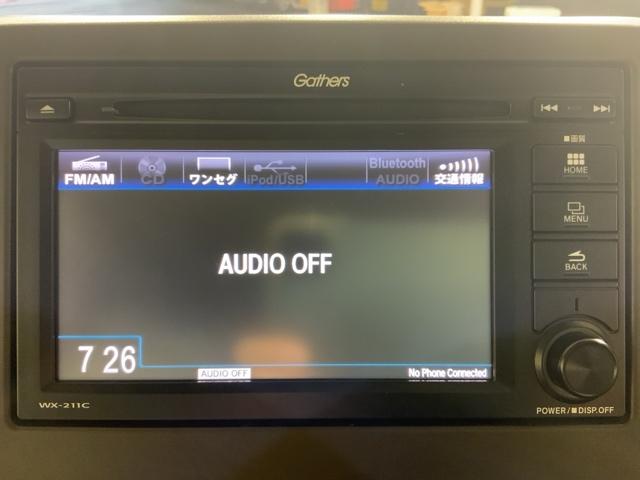 Gathers
■画質
FM/AM CD ワンセグ iPod/USB Bluetooth AUDIO 交通情報
HOME
MENU
AUDIO OFF
BACK
7 26
AUDIO OFF No Phone Connected
WX-211C
POWER/■DISP.OFF